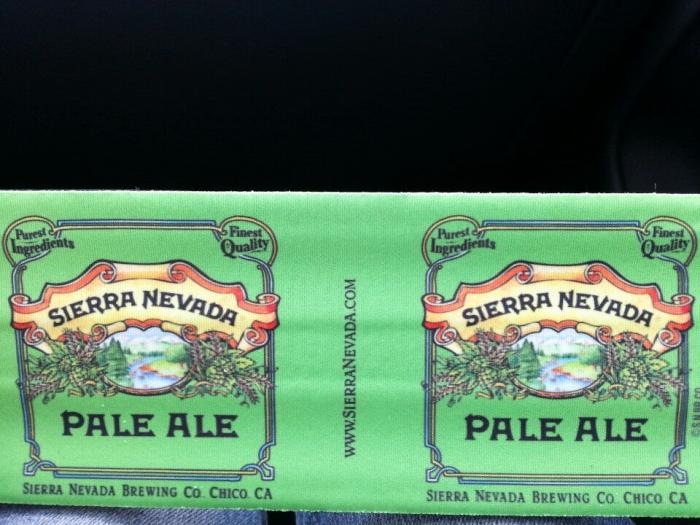 Purest
Ingredients
Finest
Quality
SIERRA NEVADA
PALE ALE
SIERRA NEVADA BREWING CO. CHICO, CA
WWW.SIERRANEVADA.COM
Purest
Ingredients
Finest
Quality
SIERRA NEVADA
PALE ALE
SIERRA NEVADA BREWING CO. CHICO, CA